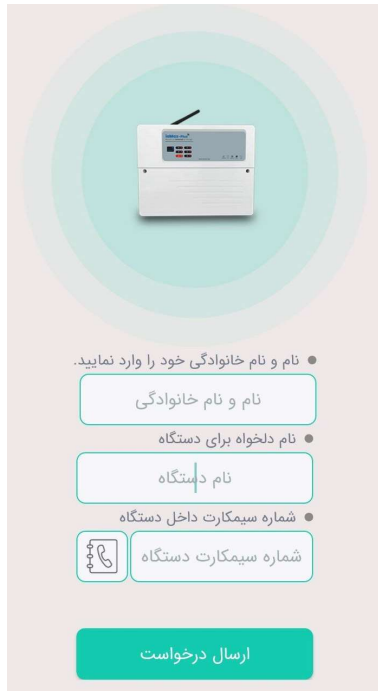 نام و نام خانوادگی خود را وارد نمایید.
نام و نام خانوادگی
نام دلخواه برای دستگاه
نام دستگاه
شماره سیمکارت داخل دستگاه
شماره سیمکارت دستگاه
ارسال درخواست